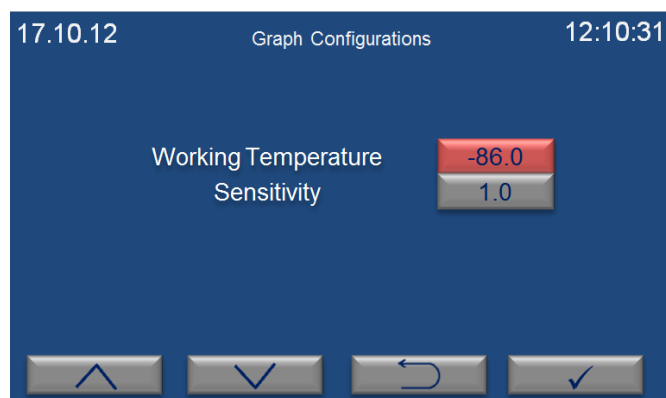 17.10.12 Graph Configurations 12:10:31
Working Temperature -86.0
Sensitivity 1.0